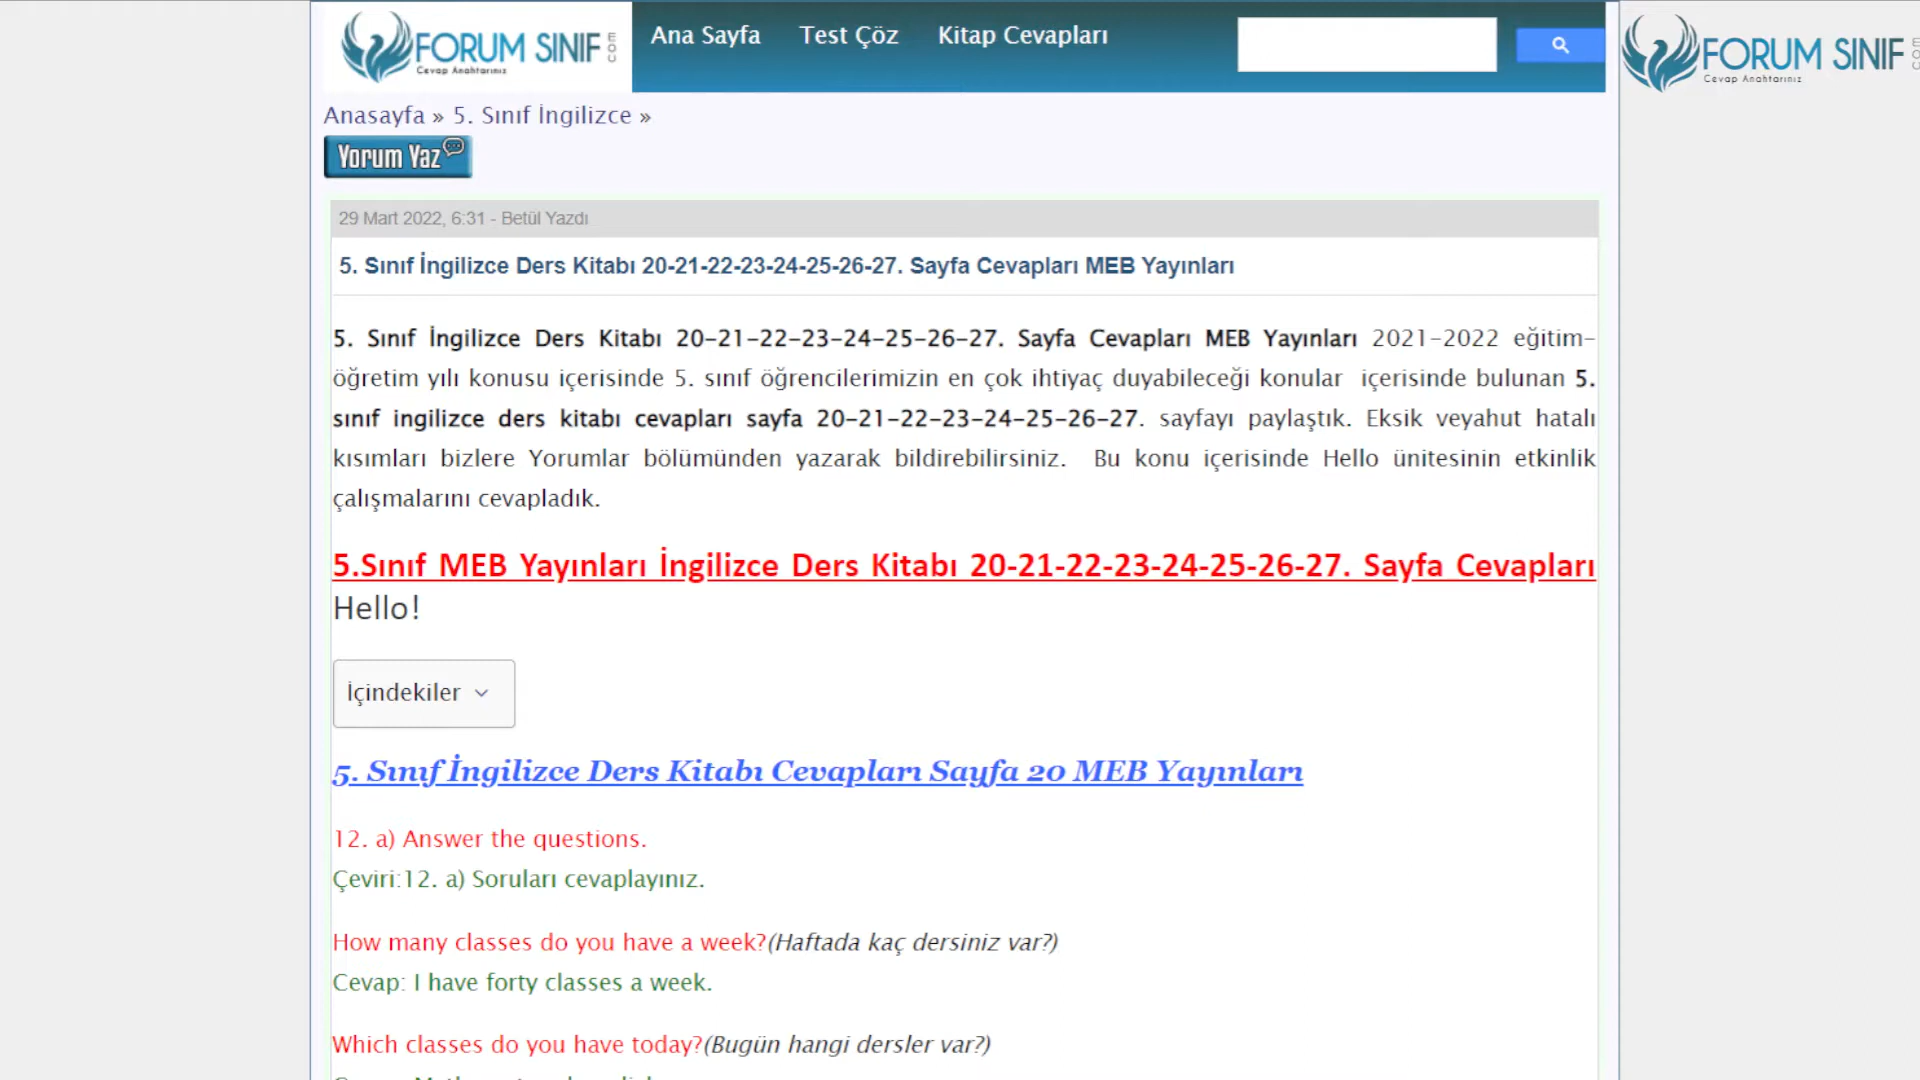 FORUM SINIF COM
Cevap Anahtarınız
Ana Sayfa Test Çöz Kitap Cevapları
FORUM SINIF COM
Cevap Anahtarınız
Anasayfa » 5. Sınıf İngilizce »
Yorum Yaz
29 Mart 2022, 6:31 - Betül Yazdı
5. Sınıf İngilizce Ders Kitabı 20-21-22-23-24-25-26-27. Sayfa Cevapları MEB Yayınları
5. Sınıf İngilizce Ders Kitabı 20-21-22-23-24-25-26-27. Sayfa Cevapları MEB Yayınları 2021-2022 eğitim-
öğretim yılı konusu içerisinde 5. sınıf öğrencilerimizin en çok ihtiyaç duyabileceği konular içerisinde bulunan 5.
sınıf ingilizce ders kitabı cevapları sayfa 20-21-22-23-24-25-26-27. sayfayı paylaştık. Eksik veyahut hatalı
kısımları bizlere Yorumlar bölümünden yazarak bildirebilirsiniz. Bu konu içerisinde Hello ünitesinin etkinlik
çalışmalarını cevapladık.
5.Sınıf MEB Yayınları İngilizce Ders Kitabı 20-21-22-23-24-25-26-27. Sayfa Cevapları
Hello!
İçindekiler
5. Sınıf İngilizce Ders Kitabı Cevapları Sayfa 20 MEB Yayınları
12. a) Answer the questions.
Çeviri:12. a) Soruları cevaplayınız.
How many classes do you have a week?(Haftada kaç dersiniz var?)
Cevap: I have forty classes a week.
Which classes do you have today?(Bugün hangi dersler var?)